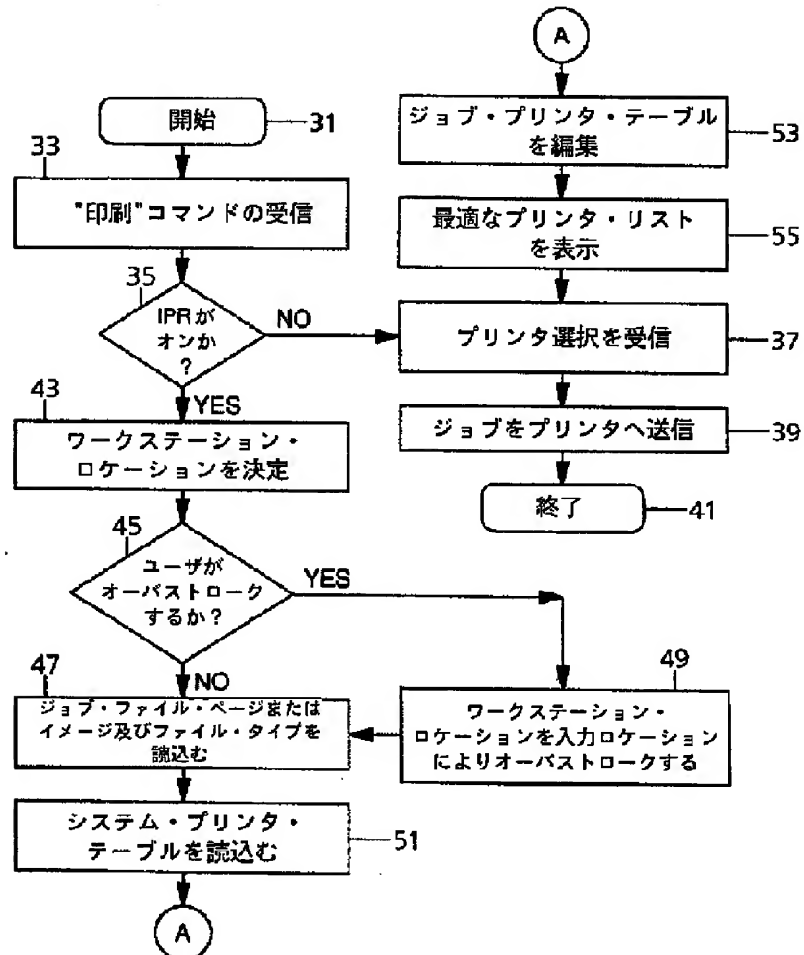 開始
31
33
"印刷"コマンドの受信
35
IPRが
オンか
?
NO
YES
43
ワークステーション・
ロケーションを決定
45
ユーザが
オーバストローク
するか?
YES
NO
47
ジョブ・ファイル・ページまたは
イメージ及びファイル・タイプを
読込む
49
ワークステーション・
ロケーションを入力ロケーション
によりオーバストロークする
システム・プリンタ・
テーブルを読込む
51
A
A
ジョブ・プリンタ・テーブル
を編集
53
最適なプリンタ・リスト
を表示
55
プリンタ選択を受信
37
ジョブをプリンタへ送信
39
終了
41